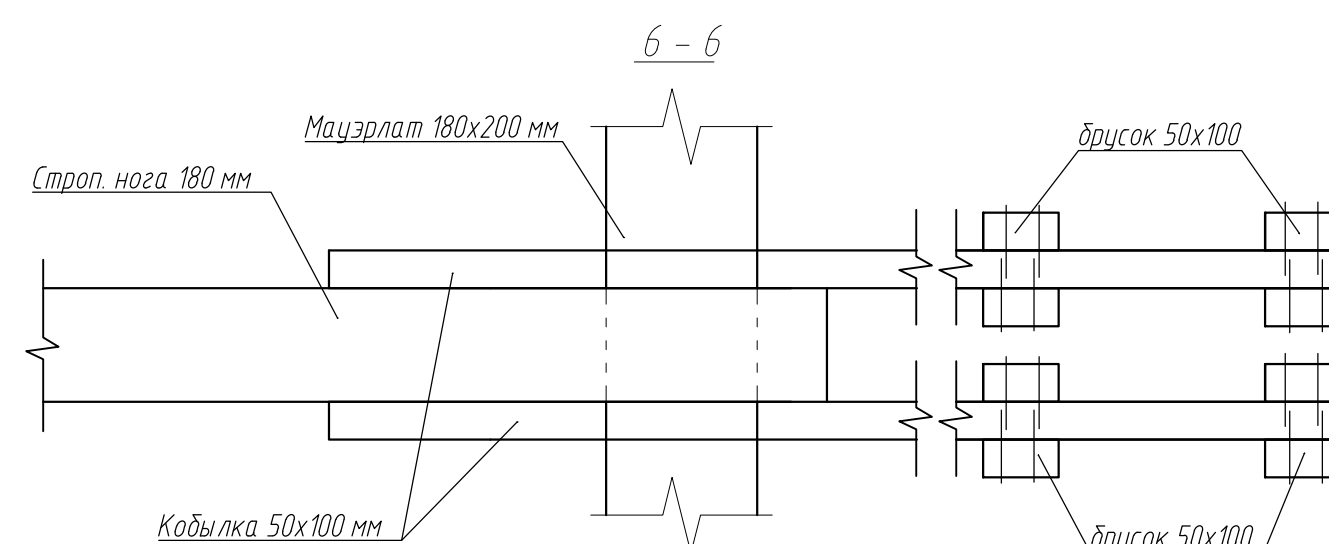 6 - 6
Мауэрлат 180х200 мм
брусок 50х100
Строп. нога 180 мм
Кобылка 50х100 мм
брусок 50х100